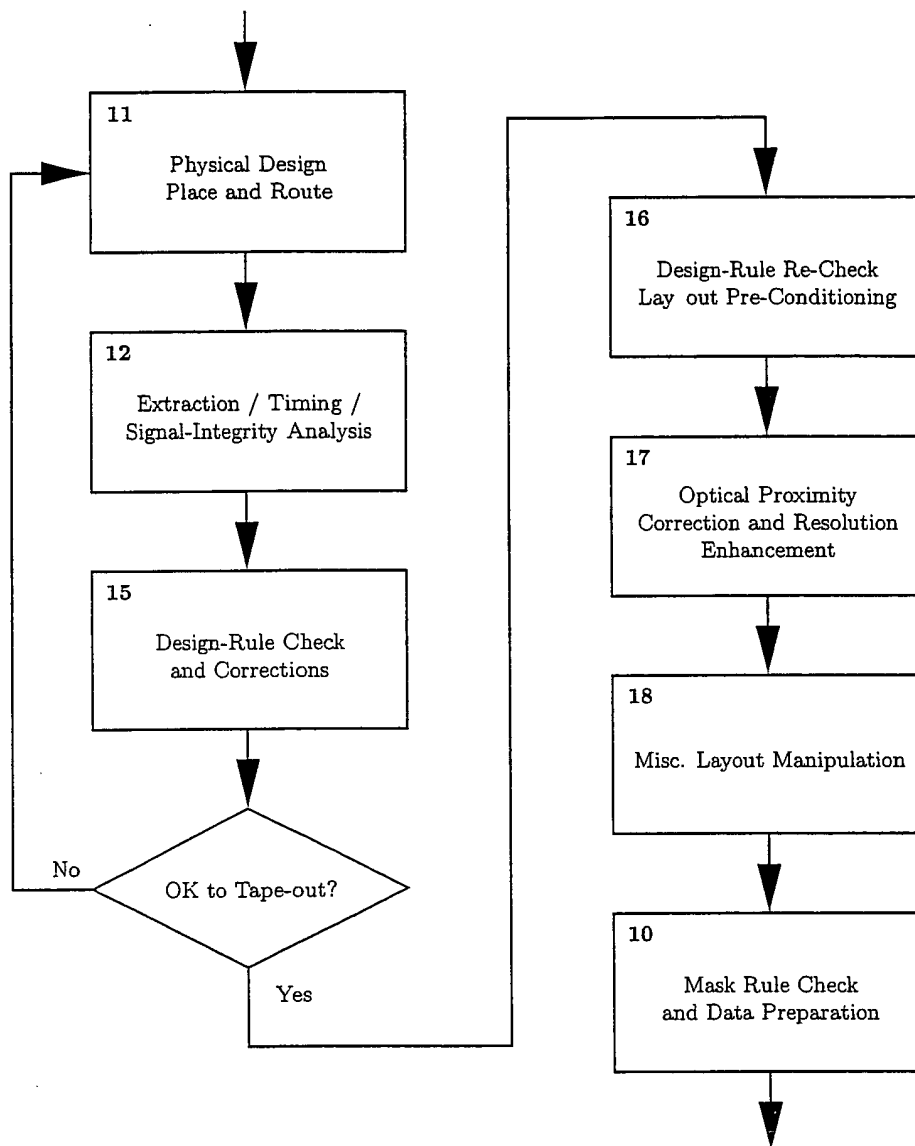 11
Physical Design
Place and Route
12
Extraction / Timing /
Signal-Integrity Analysis
15
Design-Rule Check
and Corrections
No
OK to Tape-out?
Yes
16
Design-Rule Re-Check
Lay out Pre-Conditioning
17
Optical Proximity
Correction and Resolution
Enhancement
18
Misc. Layout Manipulation
10
Mask Rule Check
and Data Preparation